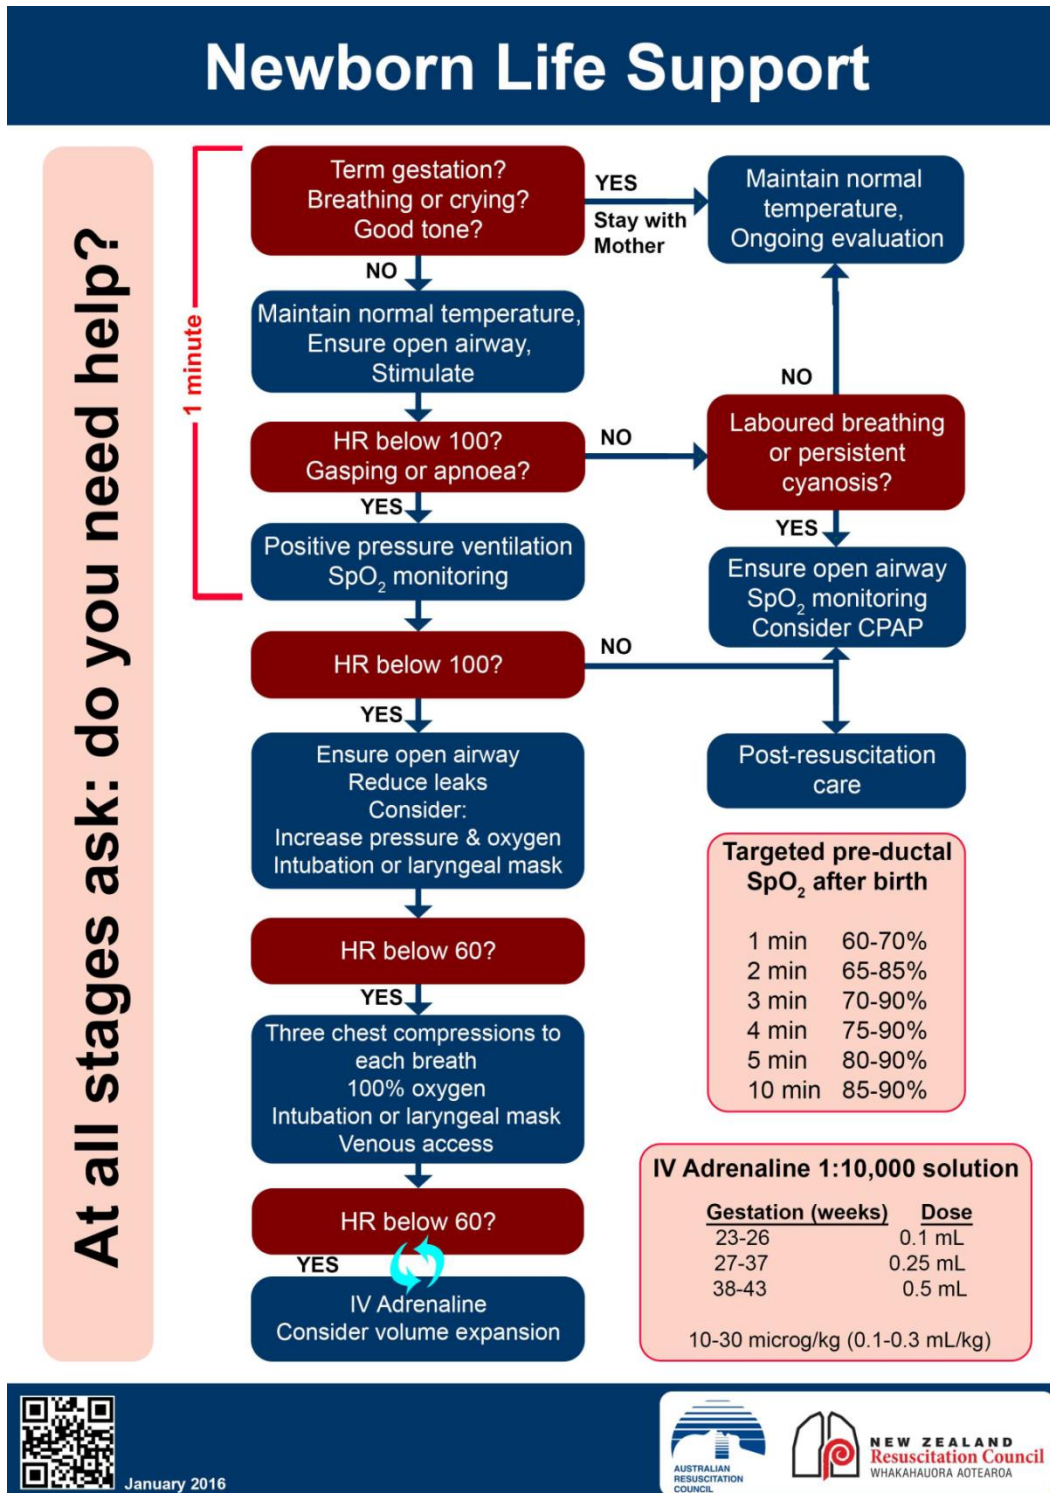 Newborn Life Support
At all stages ask: do you need help?
1 minute
Term gestation?
Breathing or crying?
Good tone?
YES
Stay with
Mother
Maintain normal
temperature,
Ongoing evaluation
NO
Maintain normal temperature,
Ensure open airway,
Stimulate
NO
HR below 100?
Gasping or apnoea?
NO
Laboured breathing
or persistent
cyanosis?
YES
YES
Positive pressure ventilation
SpO₂ monitoring
Ensure open airway
SpO₂ monitoring
Consider CPAP
HR below 100?
NO
YES
Ensure open airway
Reduce leaks
Consider:
Increase pressure & oxygen
Intubation or laryngeal mask
Post-resuscitation
care
HR below 60?
YES
Three chest compressions to
each breath
100% oxygen
Intubation or laryngeal mask
Venous access
HR below 60?
YES
IV Adrenaline
Consider volume expansion
Targeted pre-ductal
SpO₂ after birth
1 min 60-70%
2 min 65-85%
3 min 70-90%
4 min 75-90%
5 min 80-90%
10 min 85-90%
IV Adrenaline 1:10,000 solution
Gestation (weeks) Dose
23-26 0.1 mL
27-37 0.25 mL
38-43 0.5 mL
10-30 microg/kg (0.1-0.3 mL/kg)
January 2016
AUSTRALIAN
RESUSCITATION
COUNCIL
NEW ZEALAND
Resuscitation Council
WHAKAHAUORA AOTEAROA